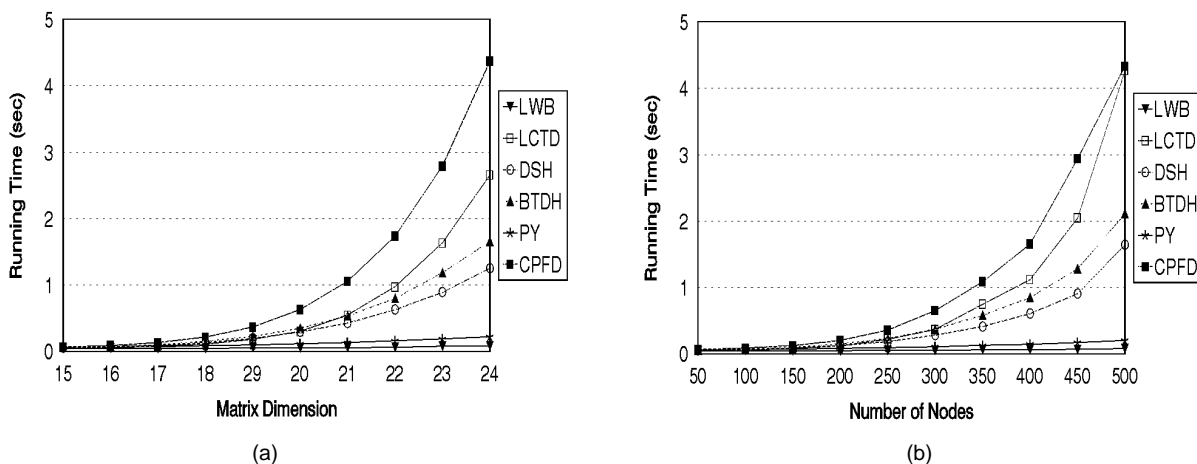 5
4
3
2
1
0
Running Time (sec)
15 16 17 18 29 20 21 22 23 24
Matrix Dimension
LWB
LCTD
DSH
BTDH
PY
CPFD
(a)
5
4
3
2
1
0
Running Time (sec)
50 100 150 200 250 300 350 400 450 500
Number of Nodes
LWB
LCTD
DSH
BTDH
PY
CPFD
(b)